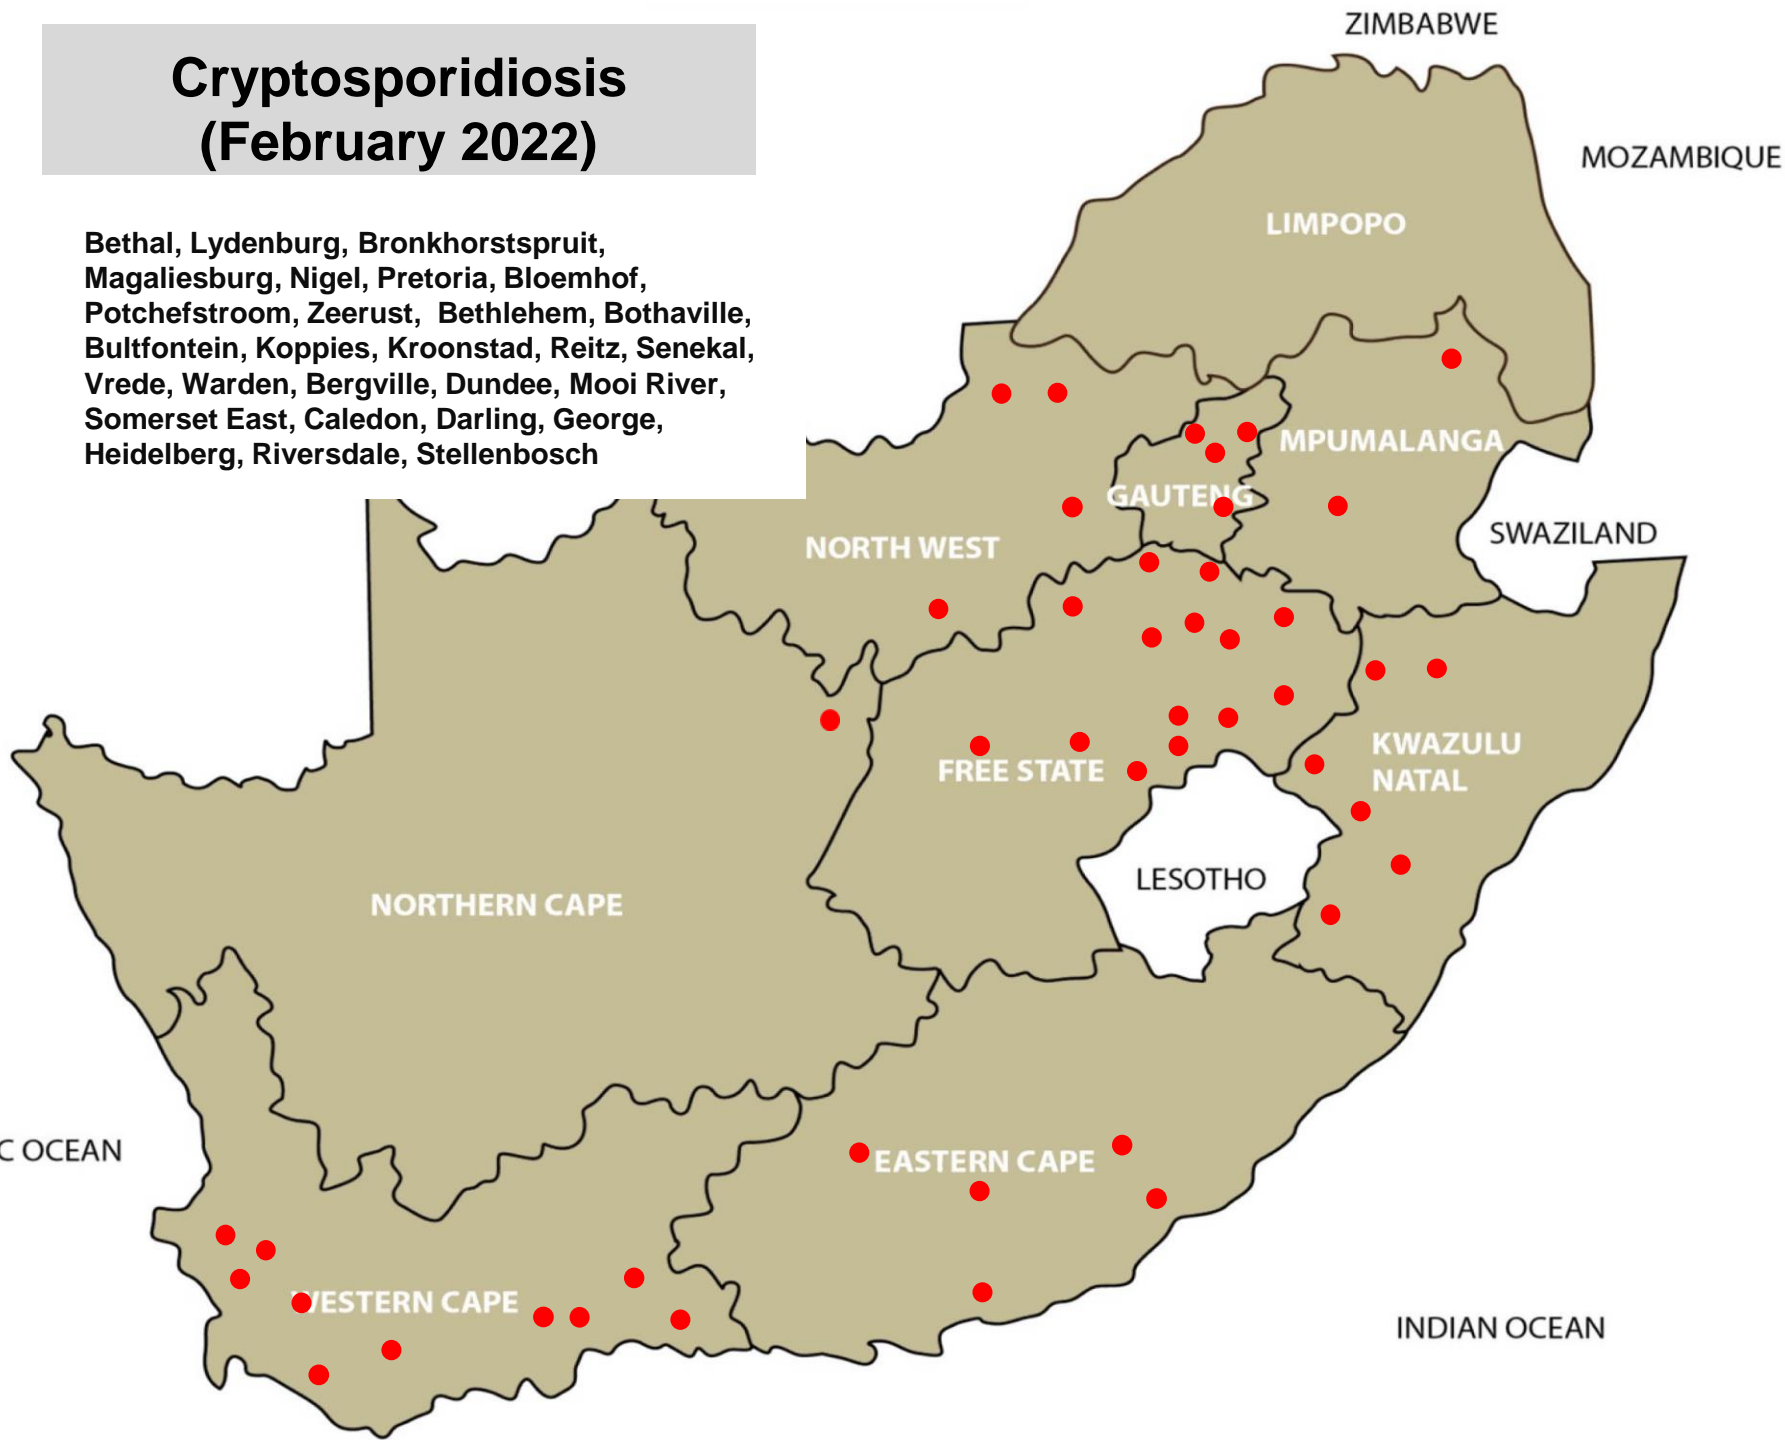 Cryptosporidiosis
(February 2022)
Bethal, Lydenburg, Bronkhorstspruit,
Magaliesburg, Nigel, Pretoria, Bloemhof,
Potchefstroom, Zeerust, Bethlehem, Bothaville,
Bultfontein, Koppies, Kroonstad, Reitz, Senekal,
Vrede, Warden, Bergville, Dundee, Mooi River,
Somerset East, Caledon, Darling, George,
Heidelberg, Riversdale, Stellenbosch
ZIMBABWE
MOZAMBIQUE
LIMPOPO
MPUMALANGA
GAUTENG
SWAZILAND
NORTH WEST
KWAZULU
NATAL
FREE STATE
LESOTHO
NORTHERN CAPE
C OCEAN
EASTERN CAPE
WESTERN CAPE
INDIAN OCEAN